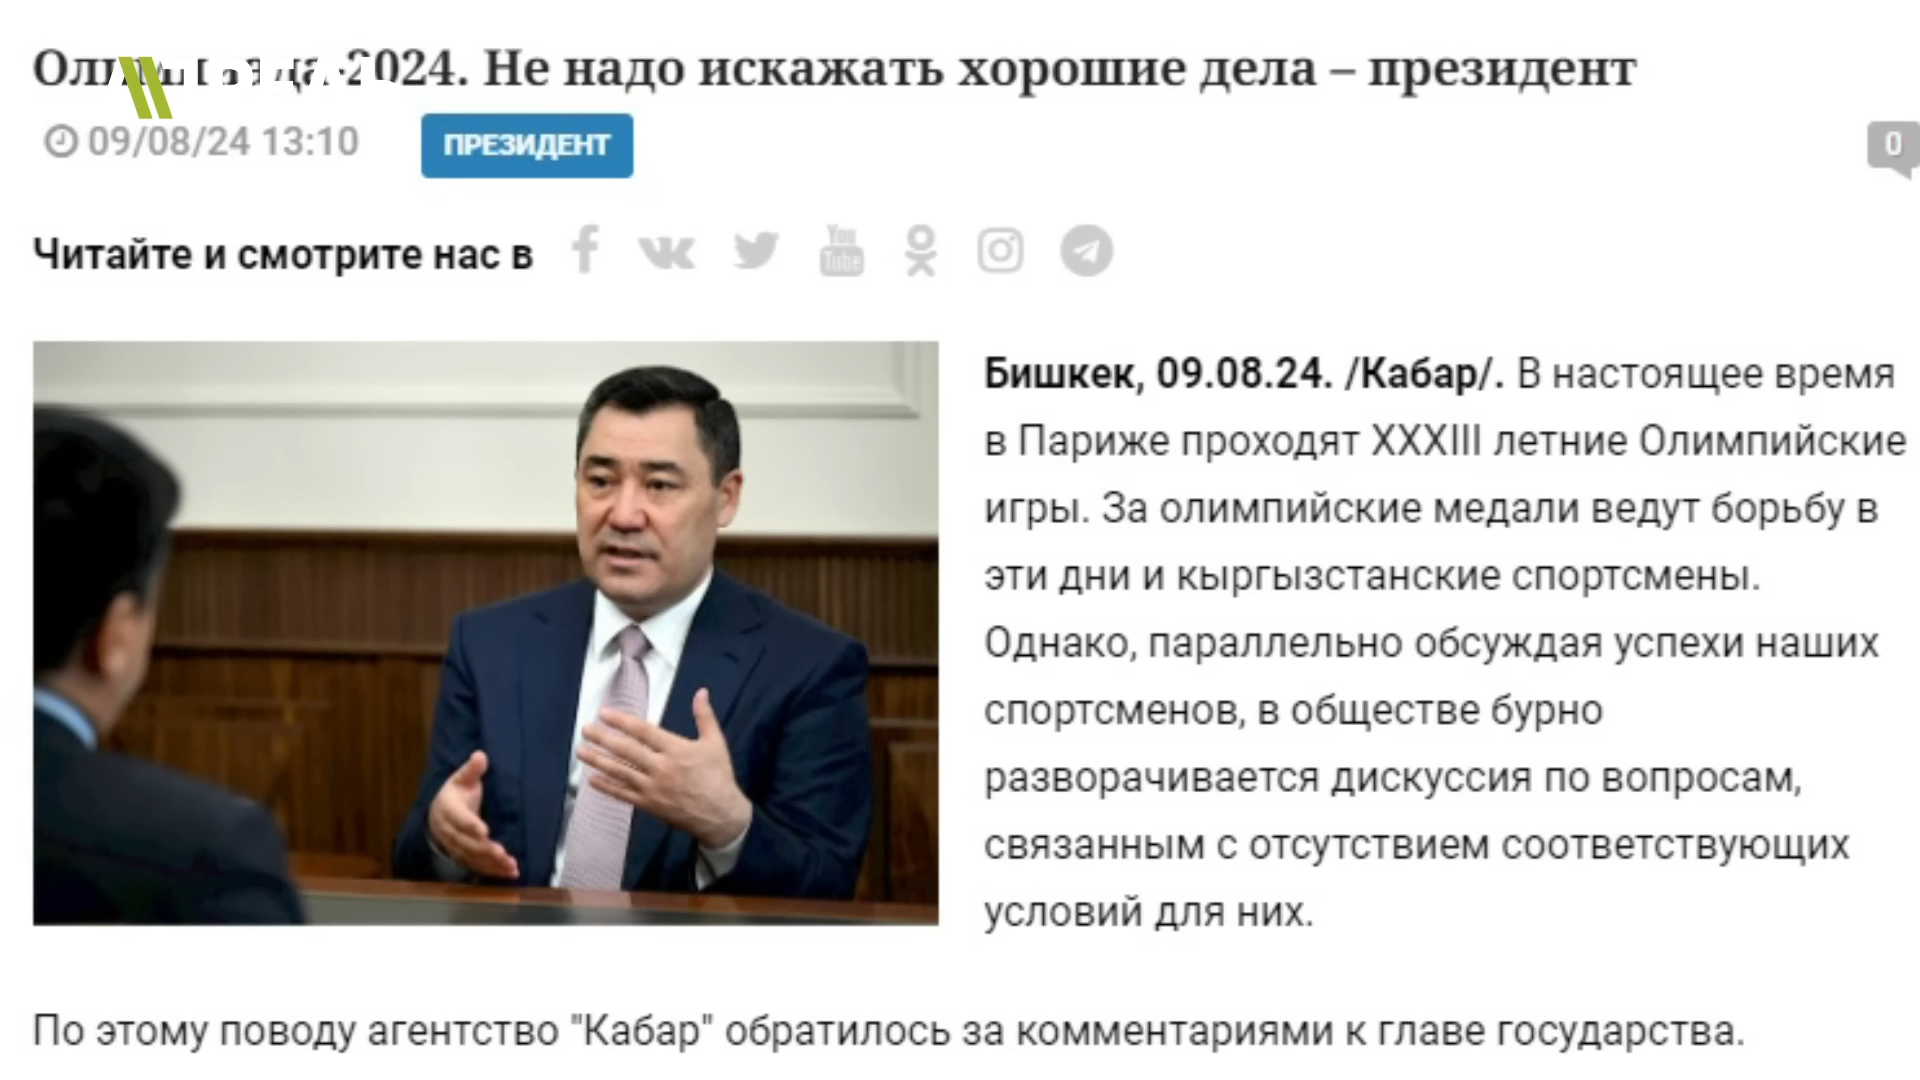 Олимпиада-2024. Не надо искажать хорошие дела – президент
09/08/24 13:10
ПРЕЗИДЕНТ
0
Читайте и смотрите нас в
You
Tube
Бишкек, 09.08.24. /Кабар/. В настоящее время
в Париже проходят XXXIII летние Олимпийские
игры. За олимпийские медали ведут борьбу в
эти дни и кыргызстанские спортсмены.
Однако, параллельно обсуждая успехи наших
спортсменов, в обществе бурно
разворачивается дискуссия по вопросам,
связанным с отсутствием соответствующих
условий для них.
По этому поводу агентство "Кабар" обратилось за комментариями к главе государства.